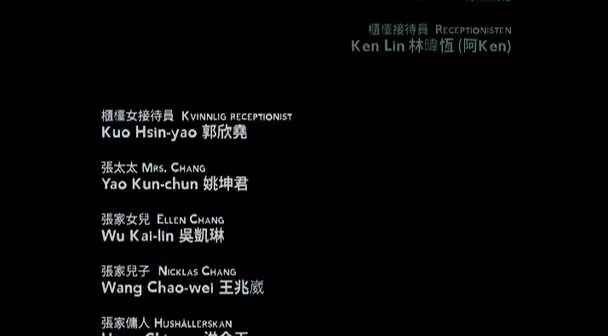 櫃檯接待員 RECEPTIONISTEN
Ken Lin 林暐恆 (阿Ken)
櫃檯女接待員 KVINNLIG RECEPTIONIST
Kuo Hsin-yao 郭欣堯
張太太 MRS. CHANG
Yao Kun-chun 姚坤君
張家女兒 ELLEN CHANG
Wu Kai-lin 吳凱琳
張家兒子 NICKLAS CHANG
Wang Chao-wei 王兆崴
張家傭人 HUSHÅLLERSKAN